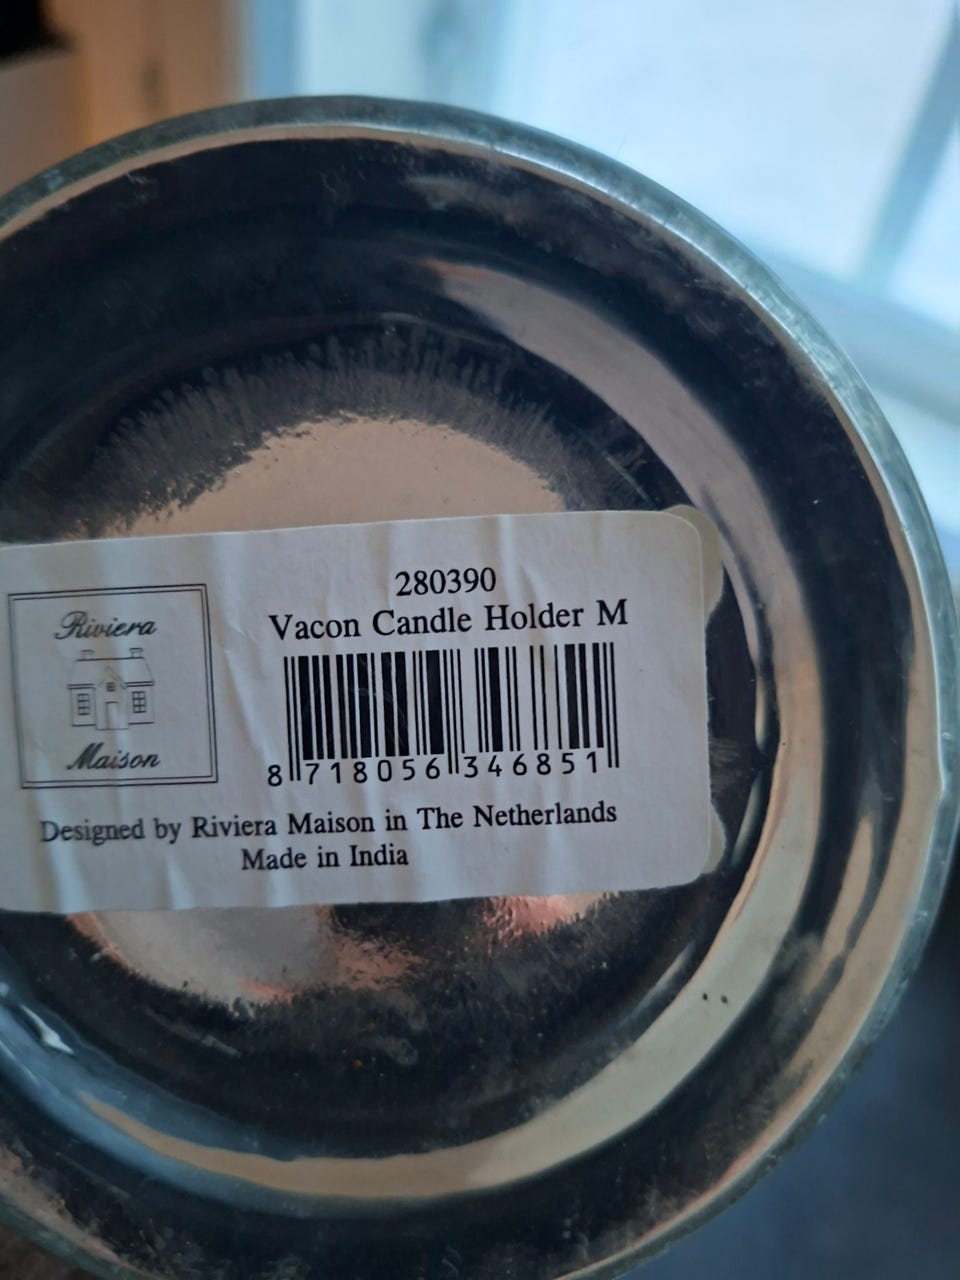 Riviera
Maison
280390
Vacon Candle Holder M
8 718056 346851
Designed by Riviera Maison in The Netherlands
Made in India